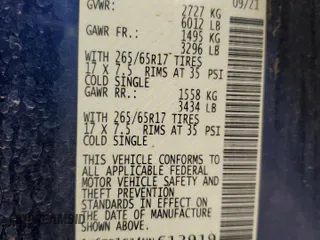 GVWR: 2727 KG 09/21
6012 LB
GAWR FR.: 1495 KG
3296 LB
WITH 265/65R17 TIRES
17 X 7.5 RIMS AT 35 PSI
COLD SINGLE
GAWR RR.: 1558 KG
3434 LB
WITH 265/65R17 TIRES
17 X 7.5 RIMS AT 35 PSI
COLD SINGLE
THIS VEHICLE CONFORMS TO
ALL APPLICABLE FEDERAL
MOTOR VEHICLE SAFETY AND
THEFT PREVENTION
STANDARDS IN EFFECT ON
THE DATE OF MANUFACTURE
SHOWN ABOVE